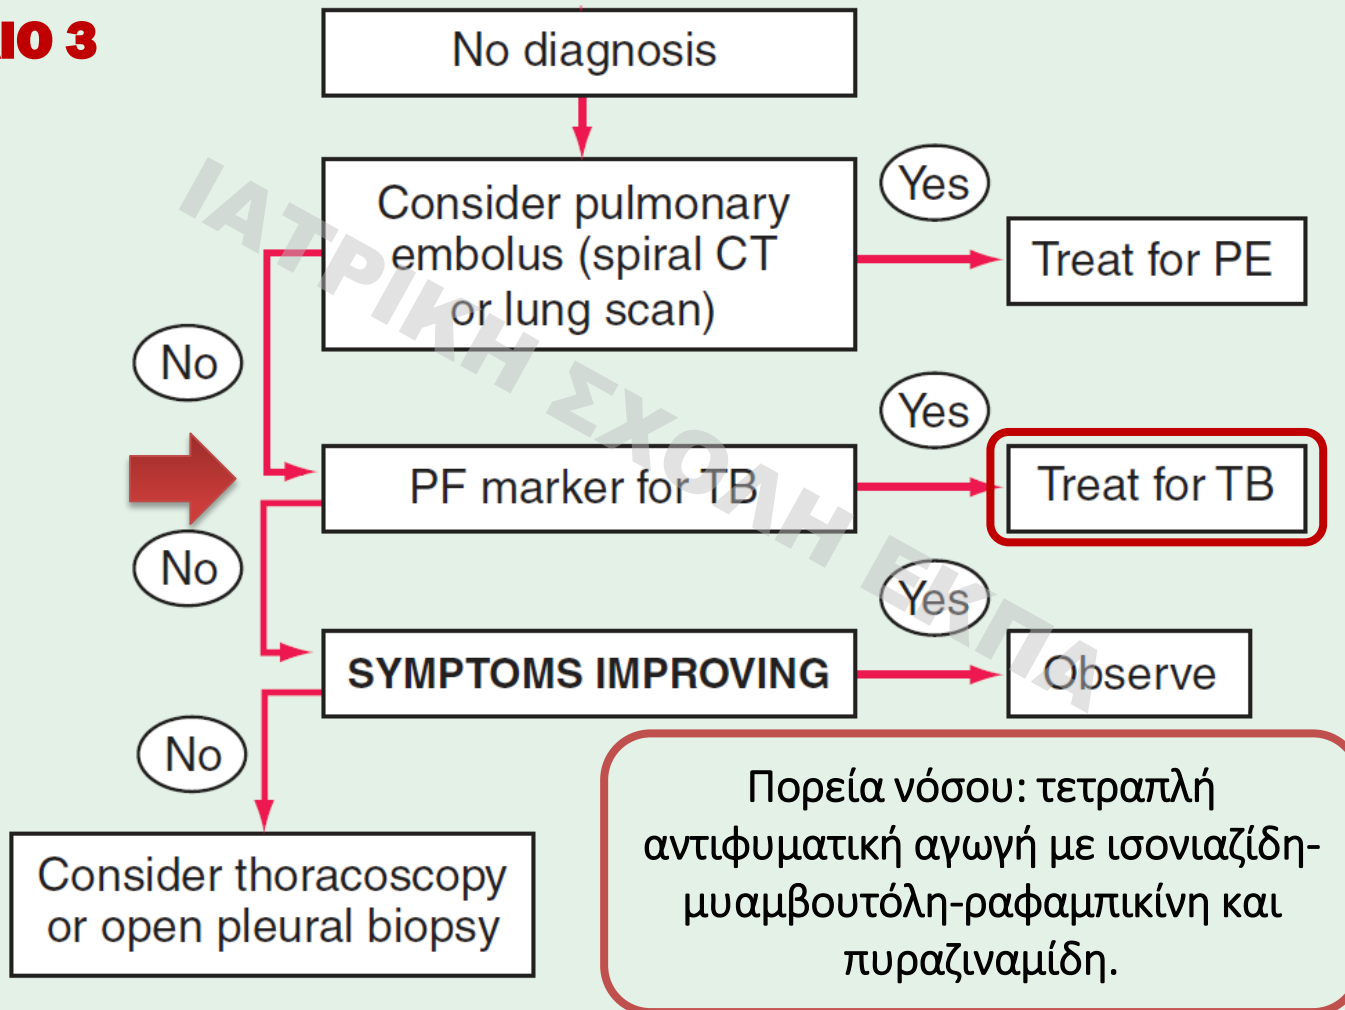 ΙΟ 3
No diagnosis
Consider pulmonary
embolus (spiral CT
or lung scan)
Yes
Treat for PE
No
PF marker for TB
Yes
Treat for TB
No
SYMPTOMS IMPROVING
Yes
Observe
No
Consider thoracoscopy
or open pleural biopsy
Πορεία νόσου: τετραπλή
αντιφυματική αγωγή με ισονιαζίδη-
μυαμβουτόλη-ραφαμπικίνη και
πυραζιναμίδη.
ΙΑΤΡΙΚΗ ΣΧΟΛΗ ΕΚΠΑ